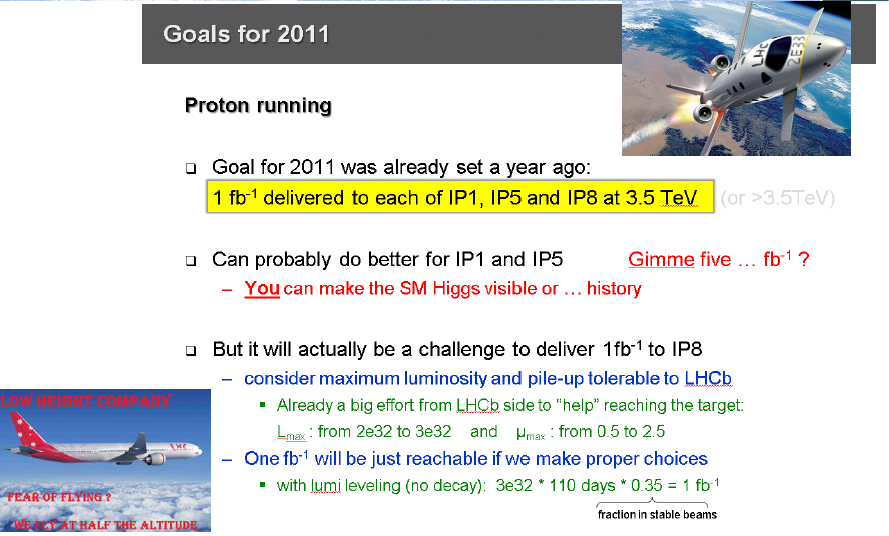 Goals for 2011
LHC 2E33
Proton running
❑ Goal for 2011 was already set a year ago:
1 fb-1 delivered to each of IP1, IP5 and IP8 at 3.5 TeV (or >3.5TeV)
❑ Can probably do better for IP1 and IP5 Gimme five … fb-1 ?
– You can make the SM Higgs visible or … history
❑ But it will actually be a challenge to deliver 1fb-1 to IP8
– consider maximum luminosity and pile-up tolerable to LHCb
▪ Already a big effort from LHCb side to “help” reaching the target:
Lmax : from 2e32 to 3e32 and μmax : from 0.5 to 2.5
– One fb-1 will be just reachable if we make proper choices
▪ with lumi leveling (no decay): 3e32 * 110 days * 0.35 = 1 fb-1
fraction in stable beams
LOW HEIGHT COMPANY
LHC
FEAR OF FLYING ?
WE FLY AT HALF THE ALTITUDE